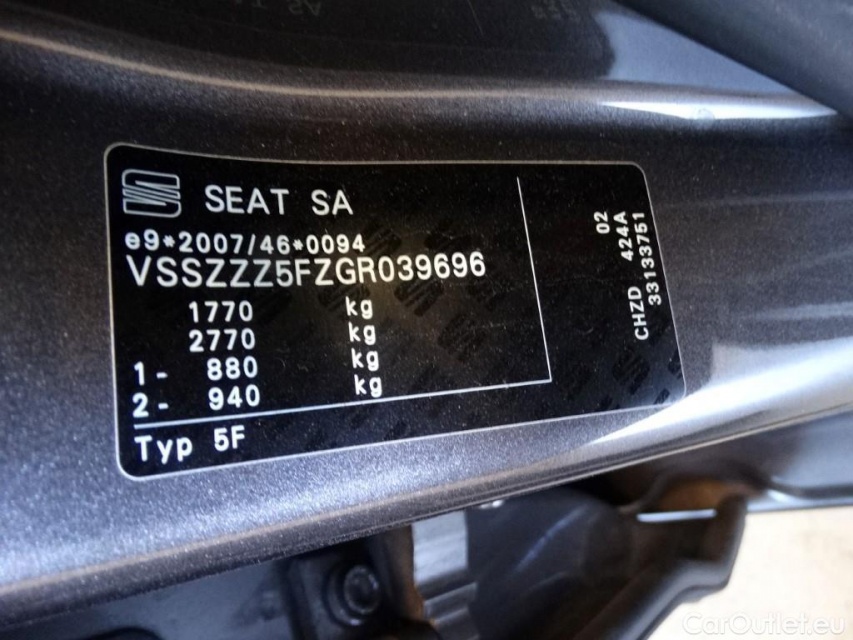 SEAT SA
e9*2007/46*0094
VSSZZZ5FZGR039696
1770 kg
2770 kg
1- 880 kg
2- 940 kg
Typ 5F
02
CHZD 424A
33133751
CarOutlet.eu